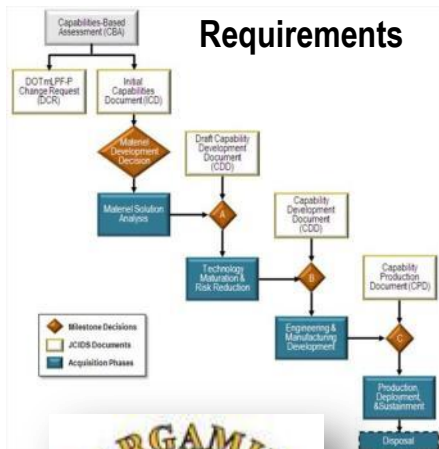 Requirements
Capabilities-Based
Assessment (CBA)
DOTmLPF-P
Change Request
(DCR)
Initial
Capabilities
Document (ICD)
Materiel
Development
Decision
Draft Capability
Development
Document
(CDD)
Materiel Solution
Analysis
A
Capability
Development
Document
(CDD)
Technology
Maturation &
Risk Reduction
B
Capability
Production
Document (CPD)
Engineering &
Manufacturing
Development
C
Milestone Decisions
JCIDS Documents
Acquisition Phases
Production,
Deployment,
&Sustainment
Disposal